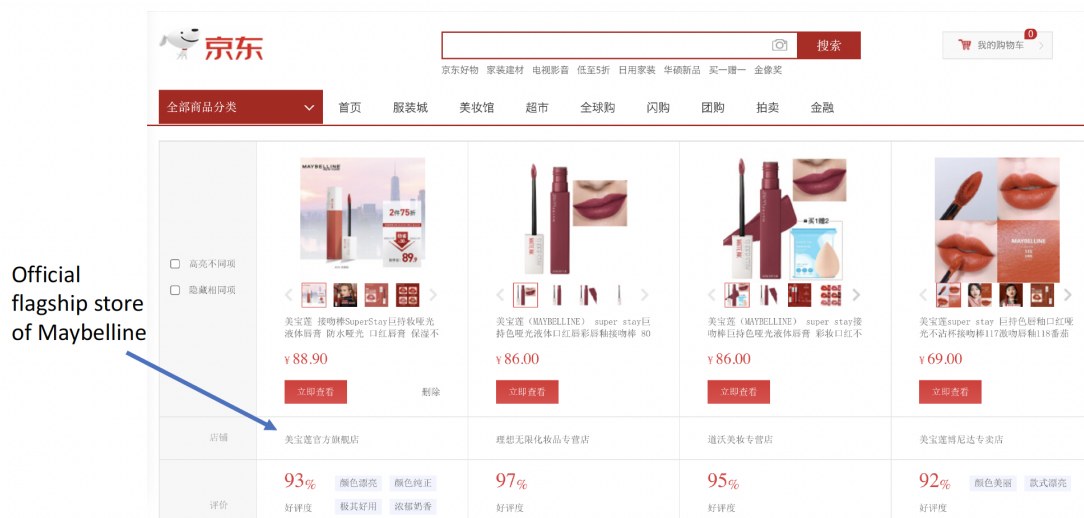 京东
搜索
0
我的购物车
京东好物 家装建材 电视影音 低至5折 日用家装 华硕新品 买一赠一 金像奖
全部商品分类 首页 服装城 美妆馆 超市 全球购 闪购 团购 拍卖 金融
MAYBELLINE
2件75折
89.9
买1赠2
MAYBELLINE
高亮不同项
隐藏相同项
Official
flagship store
of Maybelline
美宝莲 接吻棒SuperStay巨持妆哑光
液体唇膏 防水哑光 口红唇膏 保湿不
¥88.90
立即查看
删除
美宝莲（MAYBELLINE） super stay巨
持色哑光液体口红唇彩唇釉接吻棒 80
¥86.00
立即查看
美宝莲（MAYBELLINE） super stay接
吻棒巨持色哑光液体唇膏 彩妆口红不
¥86.00
立即查看
美宝莲super stay 巨持色唇釉口红哑
光不沾杯接吻棒117激吻唇釉118番茄
¥69.00
立即查看
店铺 美宝莲官方旗舰店 理想无限化妆品专营店 道沃美妆专营店 美宝莲博尼达专卖店
评价
93%
好评度
颜色漂亮 颜色纯正
极其好用 浓郁奶香
97%
好评度
95%
好评度
92%
好评度
颜色美丽 款式漂亮